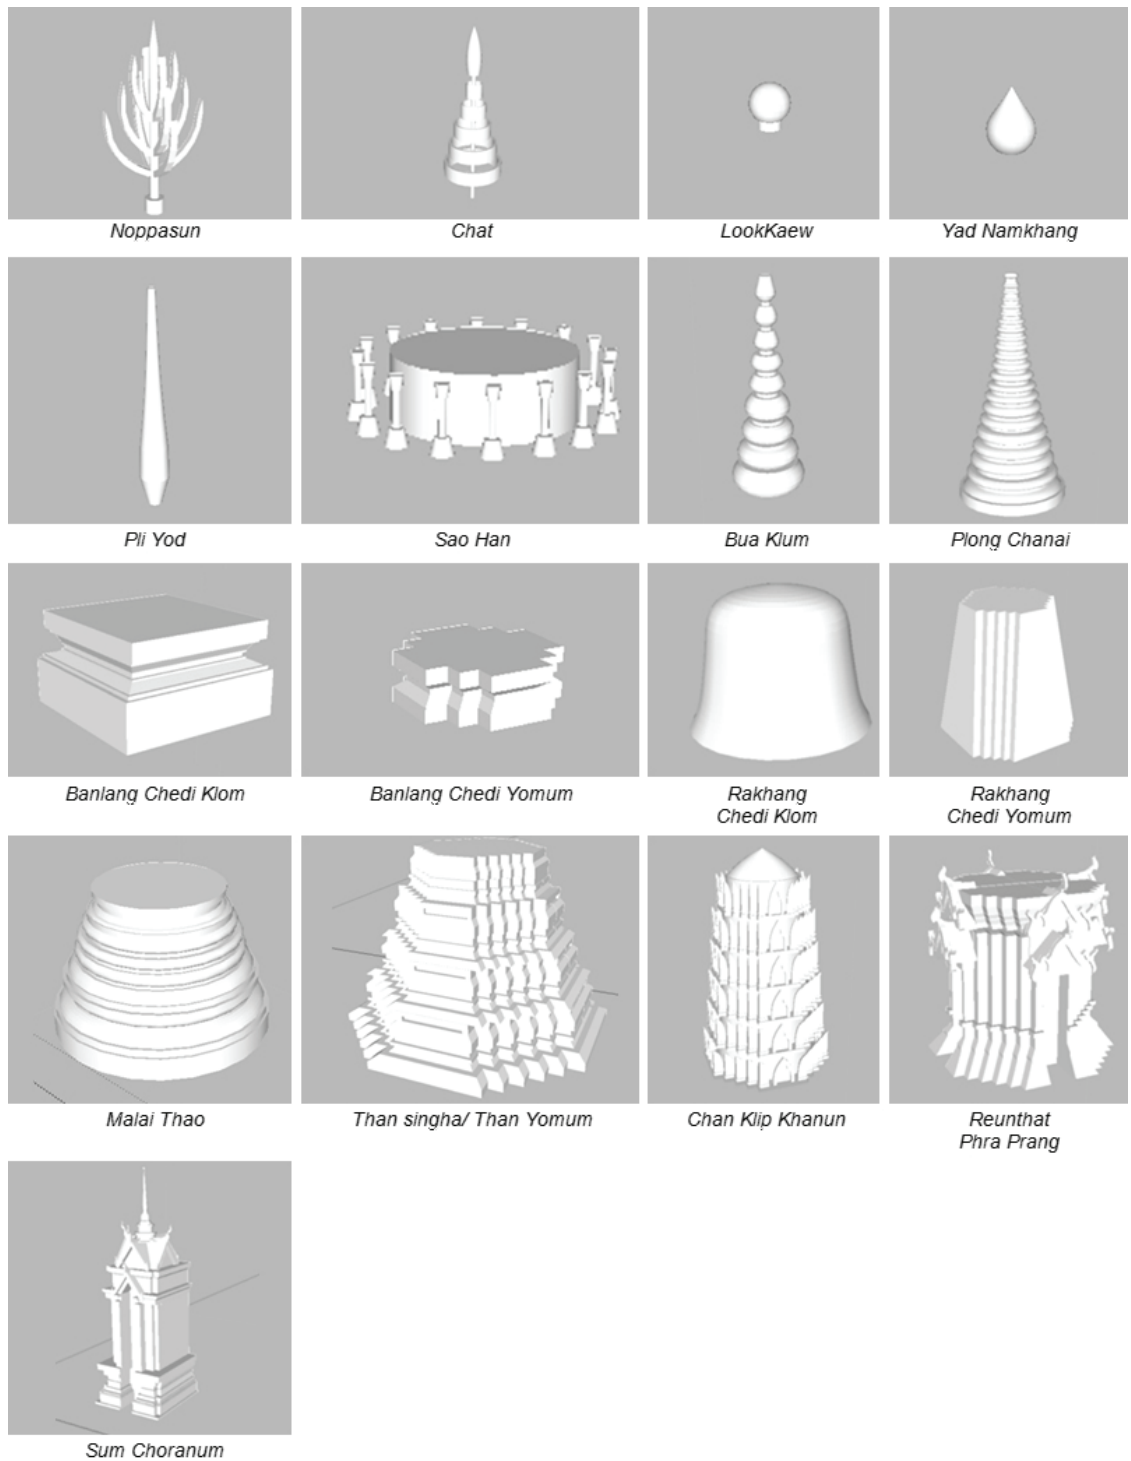 Noppasun
Chat
LookKaew
Yad Namkhang
Pli Yod
Sao Han
Bua Klum
Plong Chanai
Banlang Chedi Klom
Banlang Chedi Yomum
Rakhang
Chedi Klom
Rakhang
Chedi Yomum
Malai Thao
Than singha/ Than Yomum
Chan Klip Khanun
Reunthat
Phra Prang
Sum Choranum